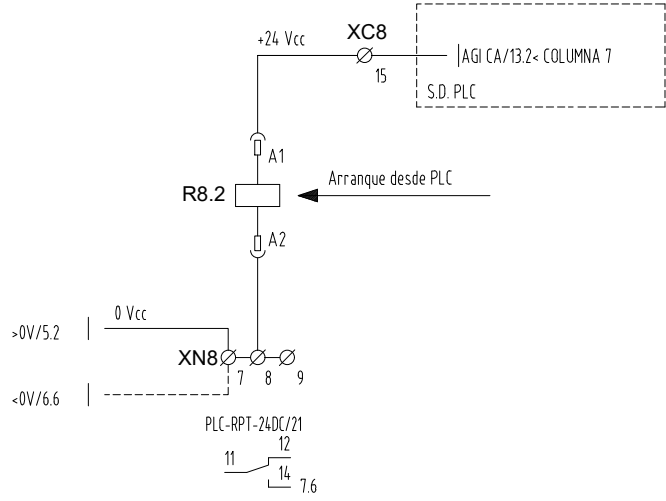 XC8
+24 Vcc
AGI CA/13.2< COLUMNA 7
15
S.D. PLC
A1
R8.2
Arranque desde PLC
A2
0 Vcc
>0V/5.2
XN8
7
8
9
<0V/6.6
PLC-RPT-24DC/21
12
11
14
7.6